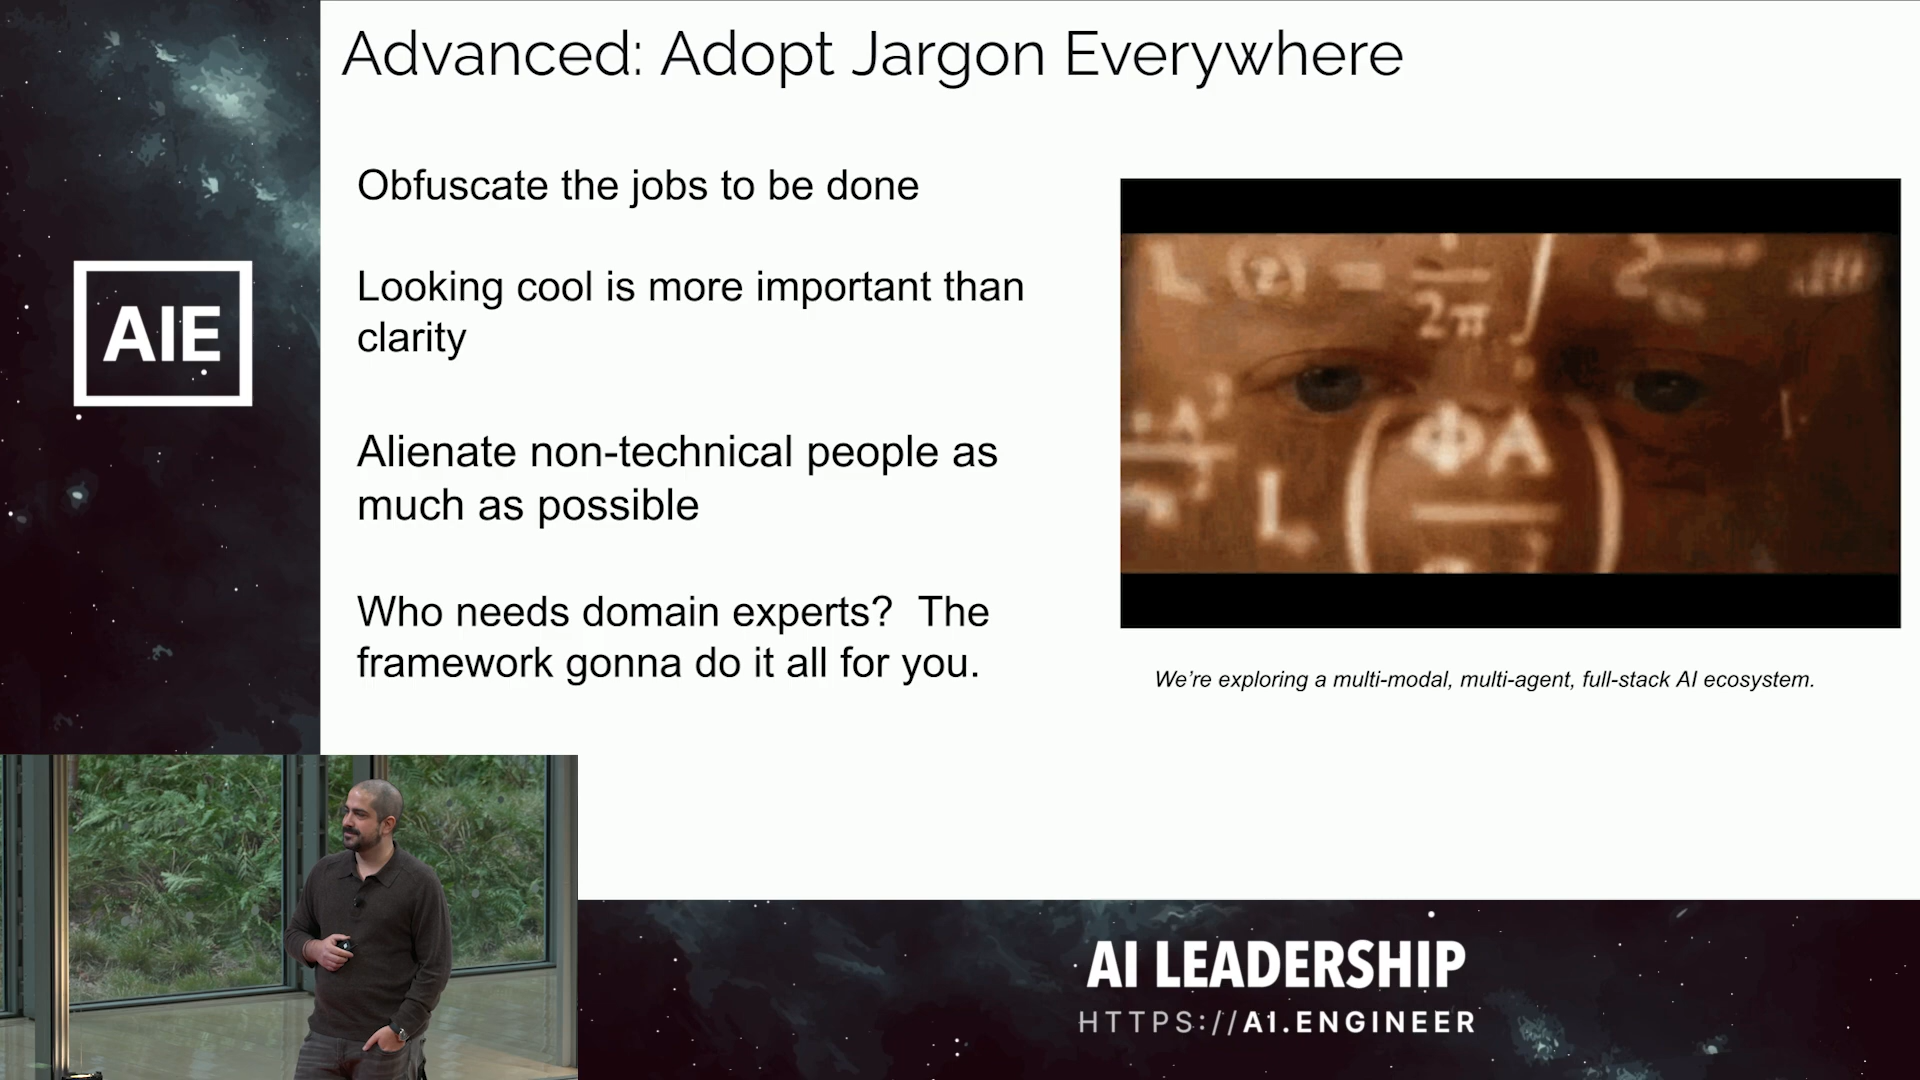 Advanced: Adopt Jargon Everywhere
AIE
Obfuscate the jobs to be done
Looking cool is more important than
clarity
Alienate non-technical people as
much as possible
Who needs domain experts?  The
framework gonna do it all for you.
2π
ΦA
L
We're exploring a multi-modal, multi-agent, full-stack AI ecosystem.
AI LEADERSHIP
HTTPS://AI.ENGINEER